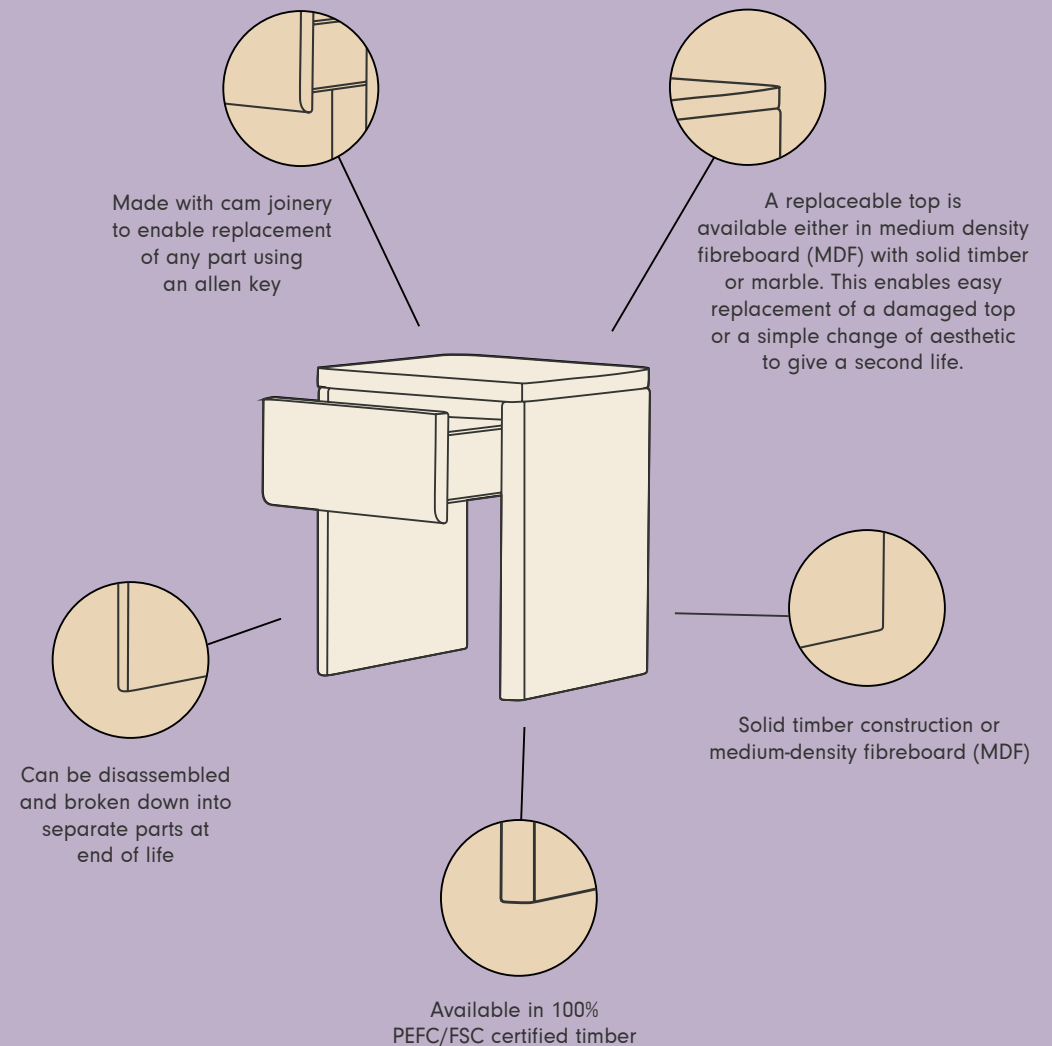 Made with cam joinery
to enable replacement
of any part using
an allen key
A replaceable top is
available either in medium density
fibreboard (MDF) with solid timber
or marble. This enables easy
replacement of a damaged top
or a simple change of aesthetic
to give a second life.
Solid timber construction or
medium-density fibreboard (MDF)
Can be disassembled
and broken down into
separate parts at
end of life
Available in 100%
PEFC/FSC certified timber